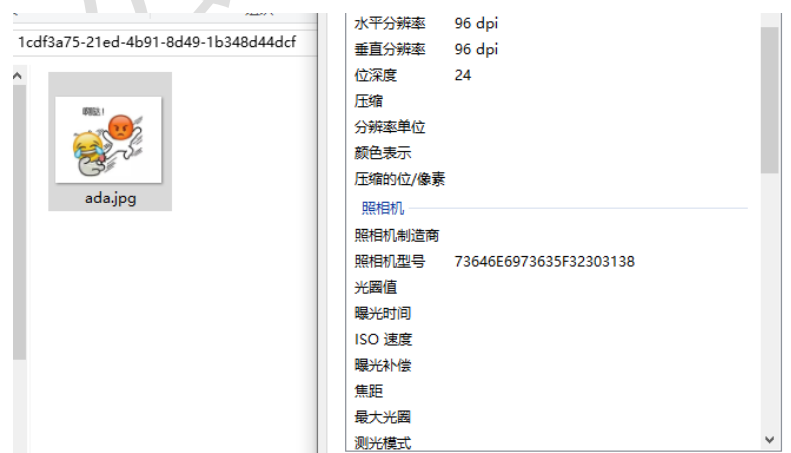 1cdf3a75-21ed-4b91-8d49-1b348d44dcf
ada.jpg
水平分辨率 96 dpi
垂直分辨率 96 dpi
位深度 24
压缩
分辨率单位
颜色表示
压缩的位/像素
照相机
照相机制造商
照相机型号 73646E6973635F32303138
光圈值
曝光时间
ISO 速度
曝光补偿
焦距
最大光圈
测光模式